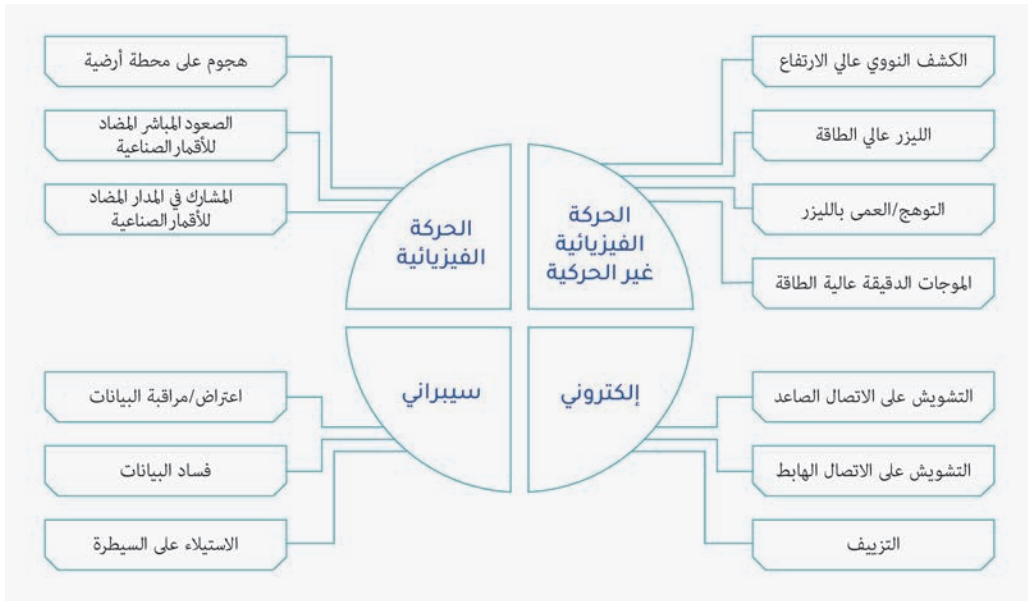 الكشف النووي عالي الارتفاع
الليزر عالي الطاقة
التوهج/العمى بالليزر
الموجات الدقيقة عالية الطاقة
الحركة
الفيزيائية
غير الحركية
الحركة
الفيزيائية
هجوم على محطة أرضية
الصعود المباشر المضاد
للأقمار الصناعية
المشارك في المدار المضاد
للأقمار الصناعية
إلكتروني
التشويش على الاتصال الصاعد
التشويش على الاتصال الهابط
التزييف
سيبراني
اعتراض/مراقبة البيانات
فساد البيانات
الاستيلاء على السيطرة